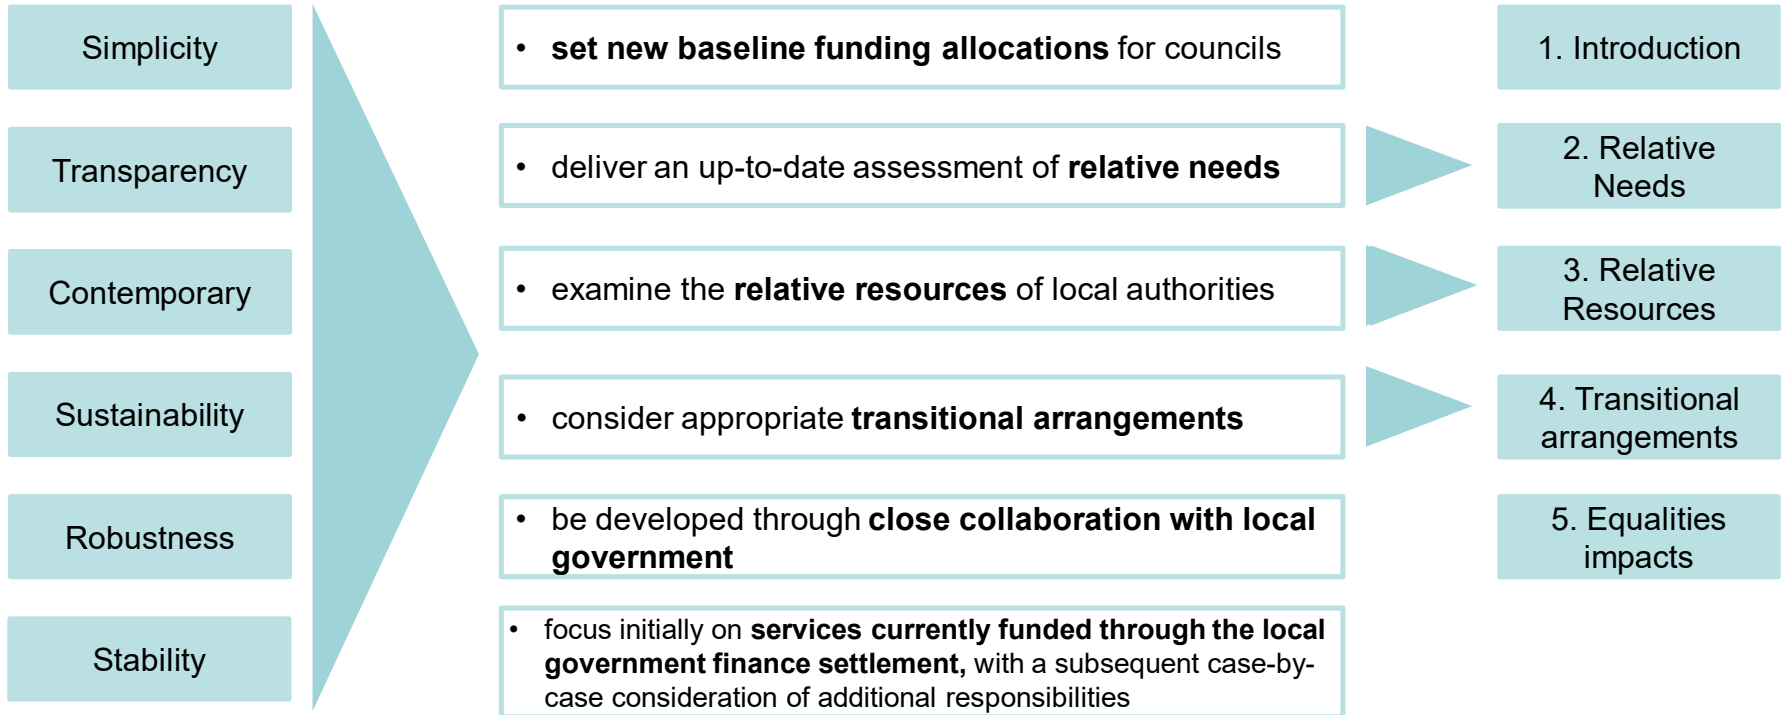 Simplicity
Transparency
Contemporary
Sustainability
Robustness
Stability
• set new baseline funding allocations for councils
• deliver an up-to-date assessment of relative needs
• examine the relative resources of local authorities
• consider appropriate transitional arrangements
• be developed through close collaboration with local
government
• focus initially on services currently funded through the local
government finance settlement, with a subsequent case-by-
case consideration of additional responsibilities
1. Introduction
2. Relative
Needs
3. Relative
Resources
4. Transitional
arrangements
5. Equalities
impacts